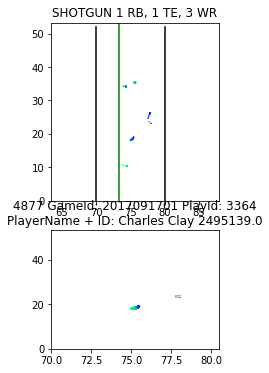 SHOTGUN 1 RB, 1 TE, 3 WR
50
40
30
20
10
0
65 70 75 80 85
4877 GameId: 2017091701 PlayId: 3364
PlayerName + ID: Charles Clay 2495139.0
40
20
0
70.0 72.5 75.0 77.5 80.0